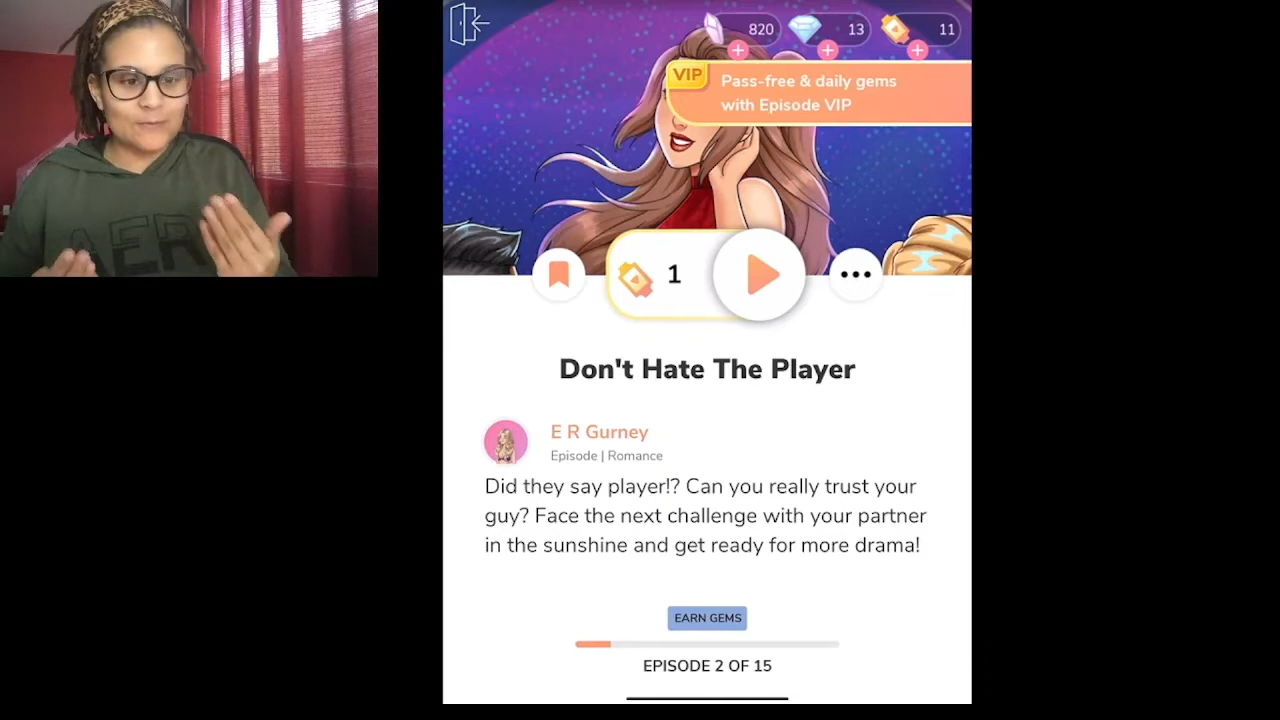 AER
820
13
11
VIP
Pass-free & daily gems
with Episode VIP
1
Don't Hate The Player
E R Gurney
Episode | Romance
Did they say player!? Can you really trust your
guy? Face the next challenge with your partner
in the sunshine and get ready for more drama!
EARN GEMS
EPISODE 2 OF 15